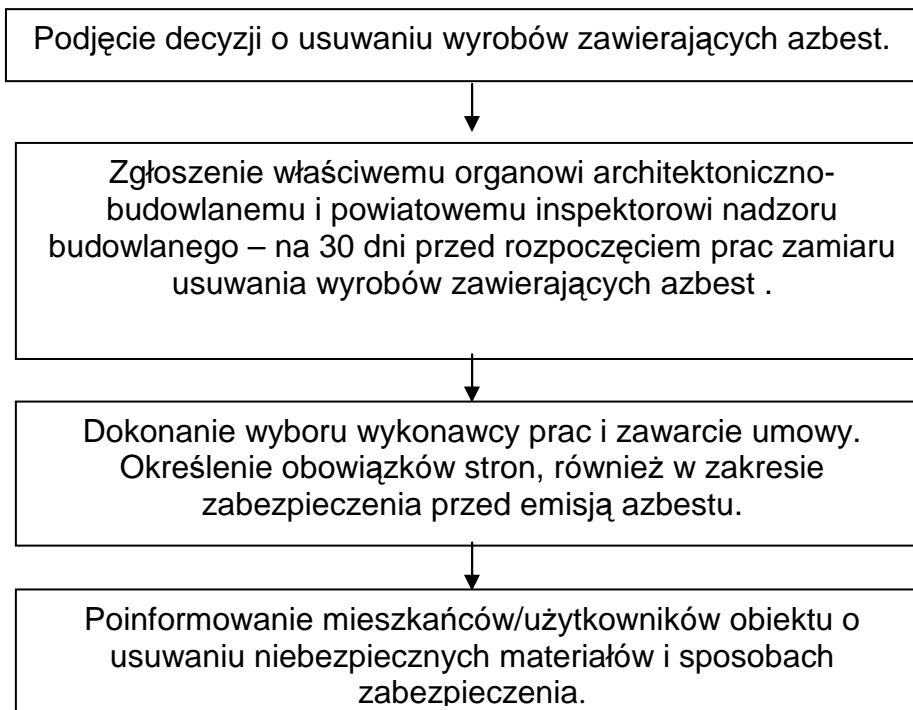 Podjęcie decyzji o usuwaniu wyrobów zawierających azbest.
Zgłoszenie właściwemu organowi architektoniczno-
budowlanemu i powiatowemu inspektorowi nadzoru
budowlanego – na 30 dni przed rozpoczęciem prac zamiaru
usuwania wyrobów zawierających azbest .
Dokonanie wyboru wykonawcy prac i zawarcie umowy.
Określenie obowiązków stron, również w zakresie
zabezpieczenia przed emisją azbestu.
Poinformowanie mieszkańców/użytkowników obiektu o
usuwaniu niebezpiecznych materiałów i sposobach
zabezpieczenia.